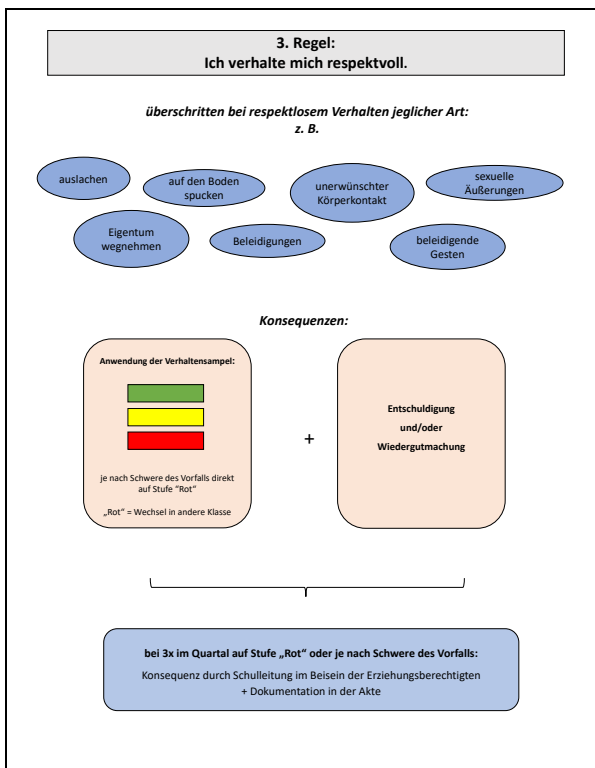 3. Regel:
Ich verhalte mich respektvoll.
überschritten bei respektlosem Verhalten jeglicher Art:
z. B.
auslachen
auf den Boden
spucken
unerwünschter
Körperkontakt
sexuelle
Äußerungen
Eigentum
wegnehmen
Beleidigungen
beleidigende
Gesten
Konsequenzen:
Anwendung der Verhaltensampel:
je nach Schwere des Vorfalls direkt
auf Stufe "Rot"
„Rot“ = Wechsel in andere Klasse
+
Entschuldigung
und/oder
Wiedergutmachung
bei 3x im Quartal auf Stufe „Rot“ oder je nach Schwere des Vorfalls:
Konsequenz durch Schulleitung im Beisein der Erziehungsberechtigten
+ Dokumentation in der Akte